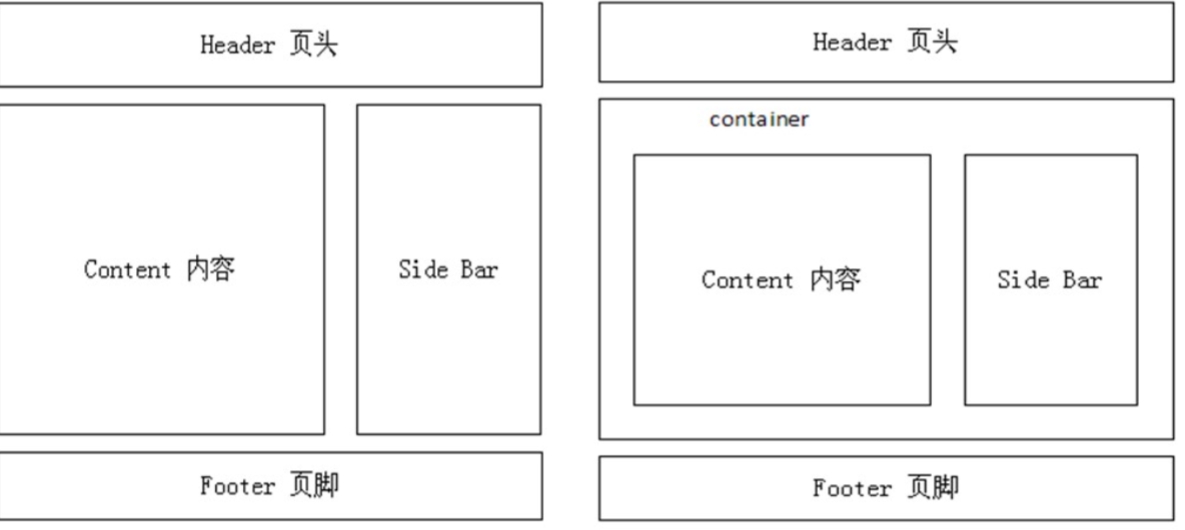 Header 页头
Content 内容
Side Bar
Footer 页脚
Header 页头
container
Content 内容
Side Bar
Footer 页脚